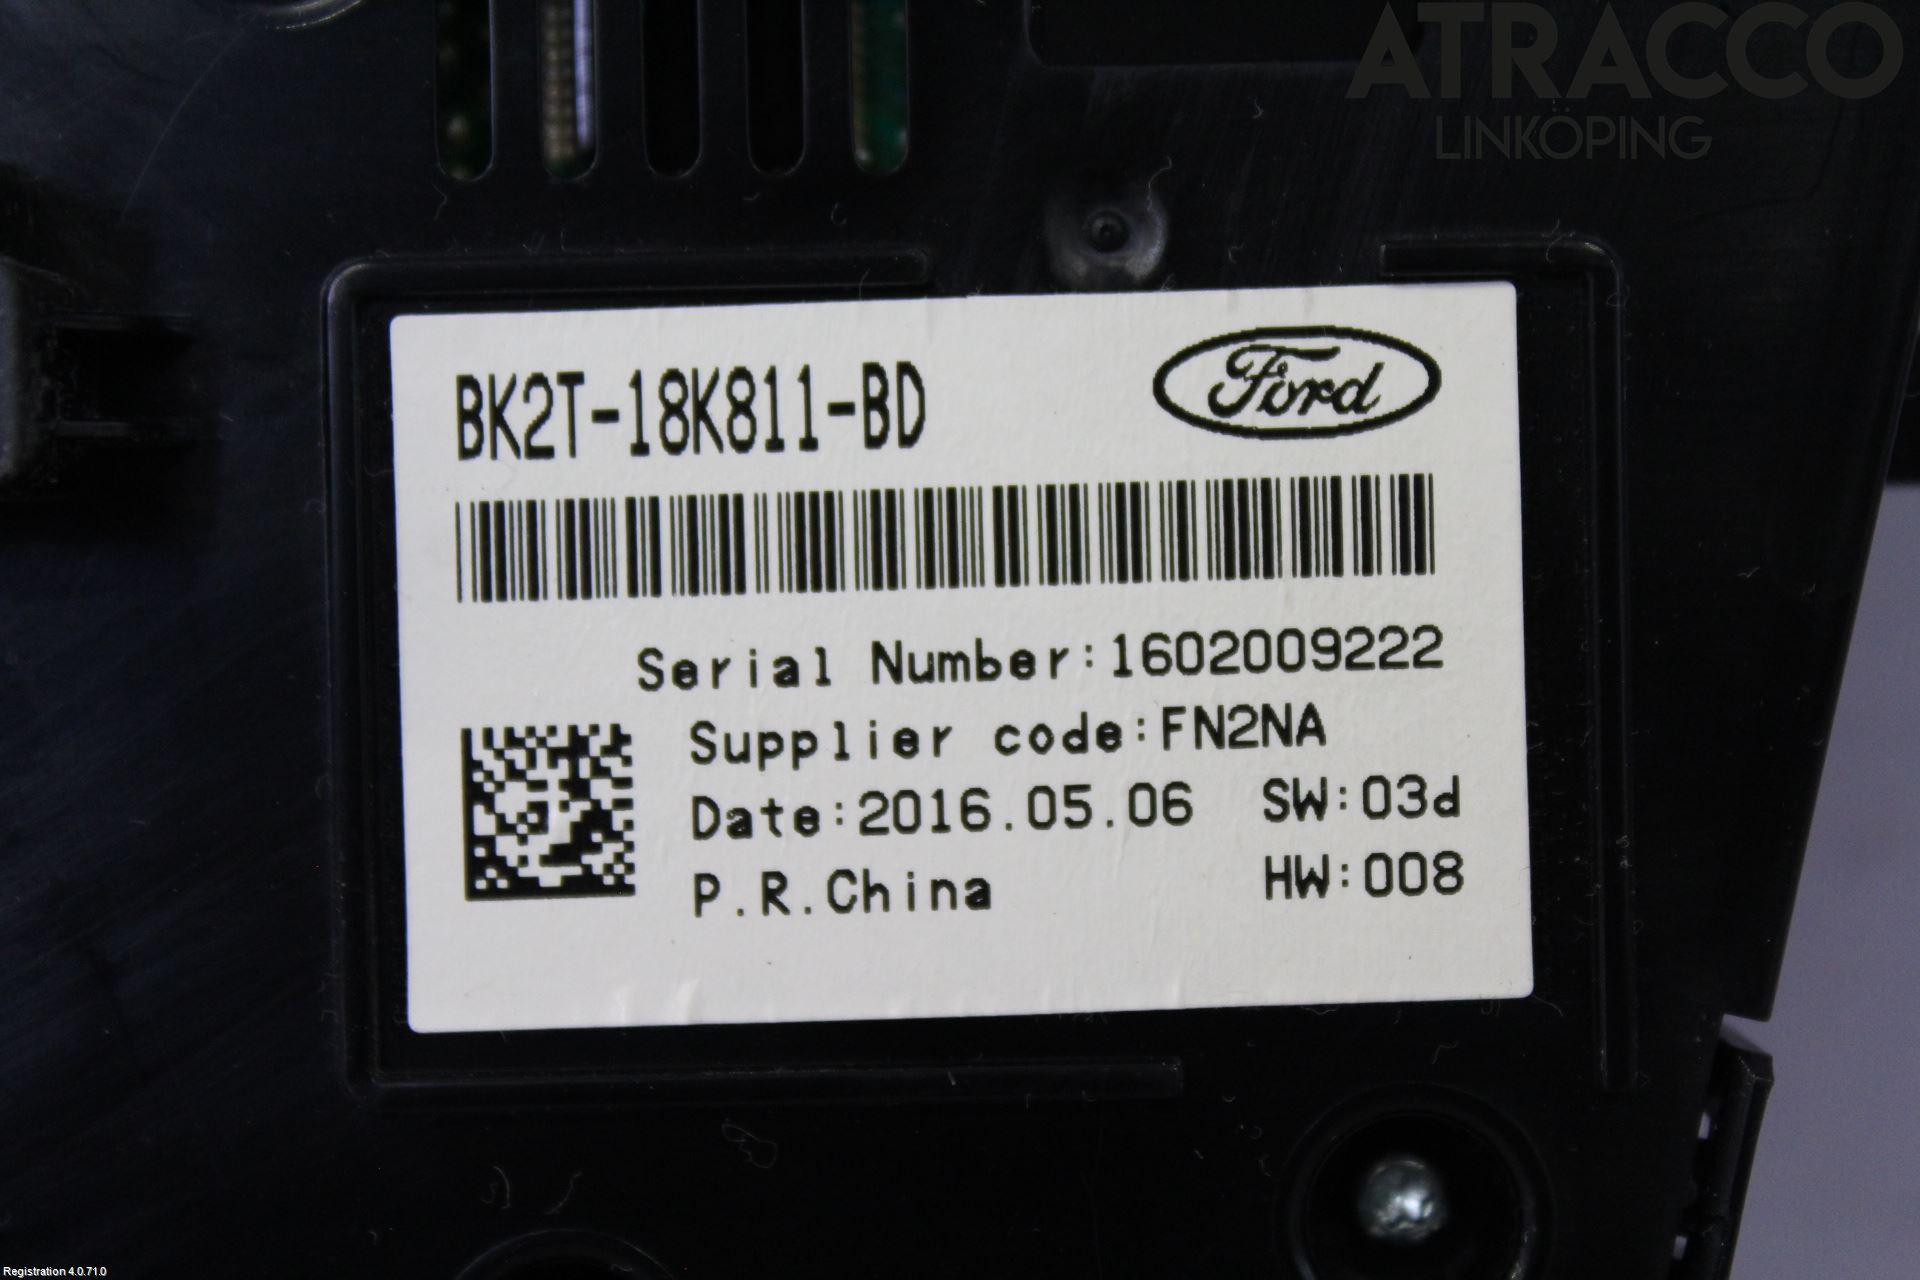 ATRACCO
LINKÖPING
BK2T-18K811-BD
Ford
Serial Number:1602009222
Supplier code:FN2NA
Date:2016.05.06 SW:03d
P.R.China HW:008
Registration 4.0.71.0